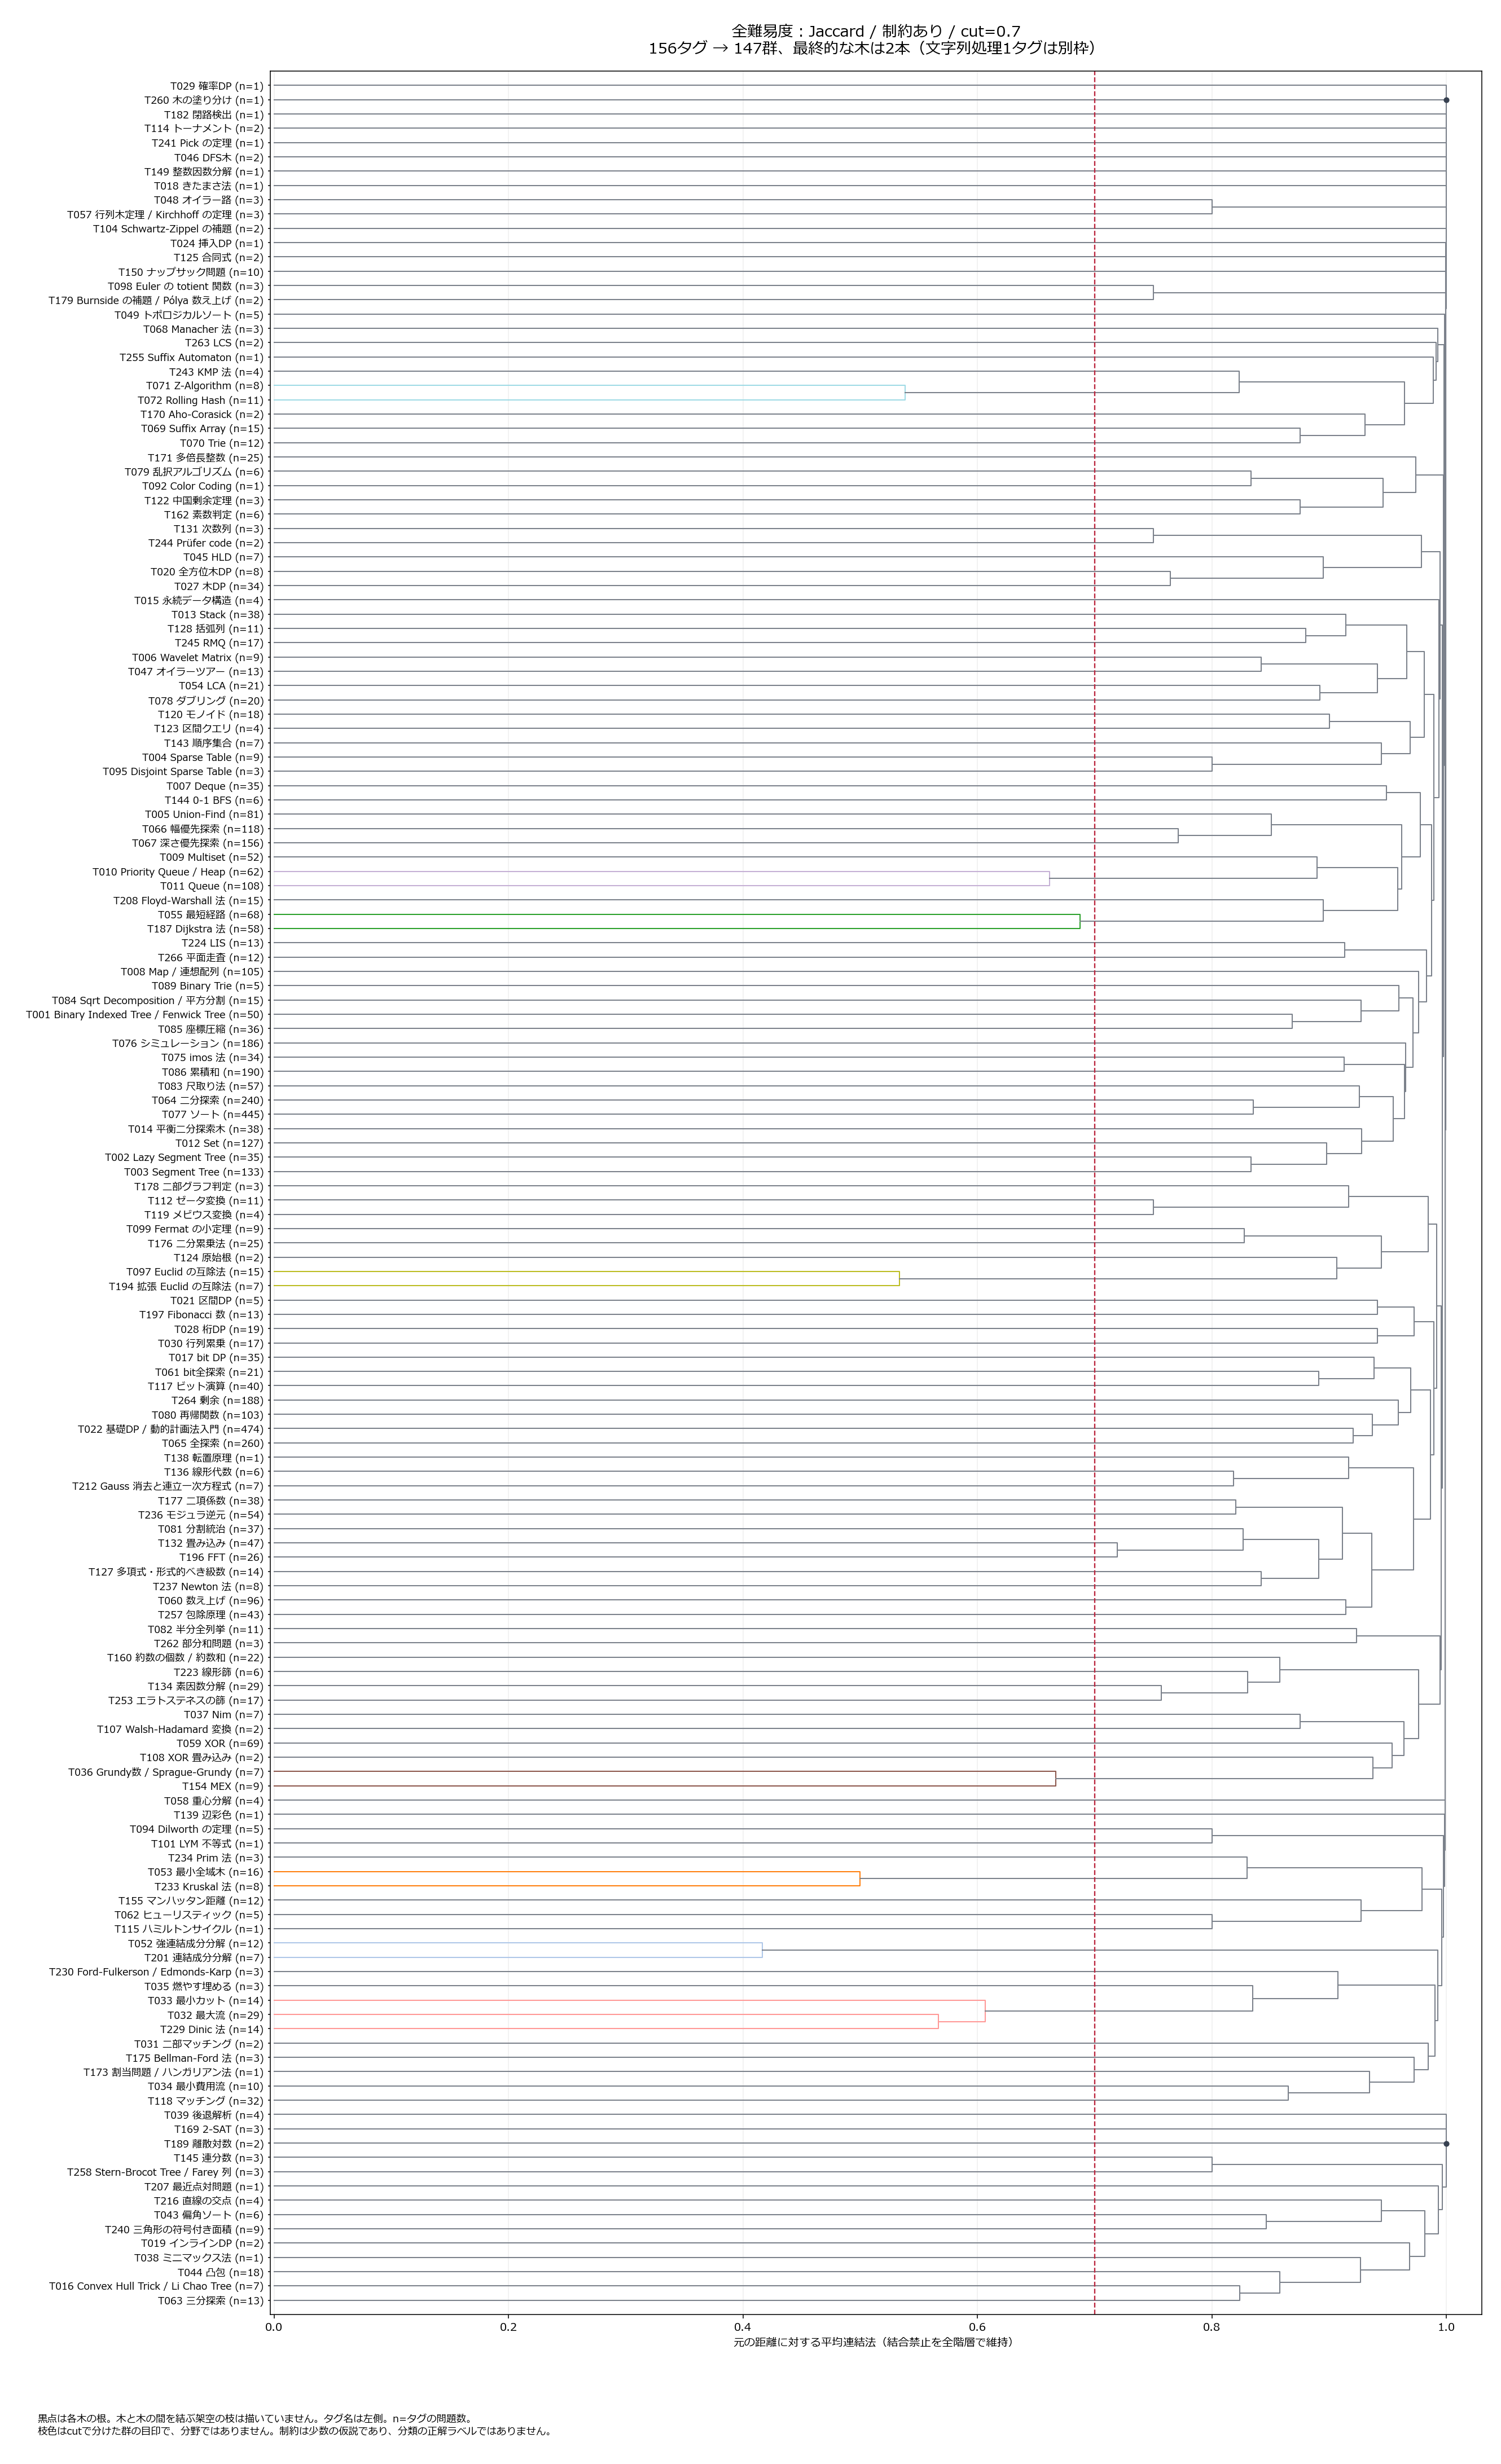 全難易度：Jaccard / 制約あり / cut=0.7
156タグ → 147群、最終的な木は2本（文字列処理1タグは別枠）
T029 確率DP (n=1)
T260 木の塗り分け (n=1)
T182 閉路検出 (n=1)
T114 トーナメント (n=2)
T241 Pick の定理 (n=1)
T046 DFS木 (n=2)
T149 整数因数分解 (n=1)
T018 きたまさ法 (n=1)
T048 オイラー路 (n=3)
T057 行列木定理 / Kirchhoff の定理 (n=3)
T104 Schwartz-Zippel の補題 (n=2)
T024 挿入DP (n=1)
T125 合同式 (n=2)
T150 ナップサック問題 (n=10)
T098 Euler の totient 関数 (n=3)
T179 Burnside の補題 / Pólya 数え上げ (n=2)
T049 トポロジカルソート (n=5)
T068 Manacher 法 (n=3)
T263 LCS (n=2)
T255 Suffix Automaton (n=1)
T243 KMP 法 (n=4)
T071 Z-Algorithm (n=8)
T072 Rolling Hash (n=11)
T170 Aho-Corasick (n=2)
T069 Suffix Array (n=15)
T070 Trie (n=12)
T171 多倍長整数 (n=25)
T079 乱択アルゴリズム (n=6)
T092 Color Coding (n=1)
T122 中国剰余定理 (n=3)
T162 素数判定 (n=6)
T131 次数列 (n=3)
T244 Prüfer code (n=2)
T045 HLD (n=7)
T020 全方位木DP (n=8)
T027 木DP (n=34)
T015 永続データ構造 (n=4)
T013 Stack (n=38)
T128 括弧列 (n=11)
T245 RMQ (n=17)
T006 Wavelet Matrix (n=9)
T047 オイラーツアー (n=13)
T054 LCA (n=21)
T078 ダブリング (n=20)
T120 モノイド (n=18)
T123 区間クエリ (n=4)
T143 順序集合 (n=7)
T004 Sparse Table (n=9)
T095 Disjoint Sparse Table (n=3)
T007 Deque (n=35)
T144 0-1 BFS (n=6)
T005 Union-Find (n=81)
T066 幅優先探索 (n=118)
T067 深さ優先探索 (n=156)
T009 Multiset (n=52)
T010 Priority Queue / Heap (n=62)
T011 Queue (n=108)
T208 Floyd-Warshall 法 (n=15)
T055 最短経路 (n=68)
T187 Dijkstra 法 (n=58)
T224 LIS (n=13)
T266 平面走査 (n=12)
T008 Map / 連想配列 (n=105)
T089 Binary Trie (n=5)
T084 Sqrt Decomposition / 平方分割 (n=15)
T001 Binary Indexed Tree / Fenwick Tree (n=50)
T085 座標圧縮 (n=36)
T076 シミュレーション (n=186)
T075 imos 法 (n=34)
T086 累積和 (n=190)
T083 尺取り法 (n=57)
T064 二分探索 (n=240)
T077 ソート (n=445)
T014 平衡二分探索木 (n=38)
T012 Set (n=127)
T002 Lazy Segment Tree (n=35)
T003 Segment Tree (n=133)
T178 二部グラフ判定 (n=3)
T112 ゼータ変換 (n=11)
T119 メビウス変換 (n=4)
T099 Fermat の小定理 (n=9)
T176 二分累乗法 (n=25)
T124 原始根 (n=2)
T097 Euclid の互除法 (n=15)
T194 拡張 Euclid の互除法 (n=7)
T021 区間DP (n=5)
T197 Fibonacci 数 (n=13)
T028 桁DP (n=19)
T030 行列累乗 (n=17)
T017 bit DP (n=35)
T061 bit全探索 (n=21)
T117 ビット演算 (n=40)
T264 剰余 (n=188)
T080 再帰関数 (n=103)
T022 基礎DP / 動的計画法入門 (n=474)
T065 全探索 (n=260)
T138 転置原理 (n=1)
T136 線形代数 (n=6)
T212 Gauss 消去と連立一次方程式 (n=7)
T177 二項係数 (n=38)
T236 モジュラ逆元 (n=54)
T081 分割統治 (n=37)
T132 畳み込み (n=47)
T196 FFT (n=26)
T127 多項式・形式的べき級数 (n=14)
T237 Newton 法 (n=8)
T060 数え上げ (n=96)
T257 包除原理 (n=43)
T082 半分全列挙 (n=11)
T262 部分和問題 (n=3)
T160 約数の個数 / 約数和 (n=22)
T223 線形篩 (n=6)
T134 素因数分解 (n=29)
T253 エラトステネスの篩 (n=17)
T037 Nim (n=7)
T107 Walsh-Hadamard 変換 (n=2)
T059 XOR (n=69)
T108 XOR 畳み込み (n=2)
T036 Grundy数 / Sprague-Grundy (n=7)
T154 MEX (n=9)
T058 重心分解 (n=4)
T139 辺彩色 (n=1)
T094 Dilworth の定理 (n=5)
T101 LYM 不等式 (n=1)
T234 Prim 法 (n=3)
T053 最小全域木 (n=16)
T233 Kruskal 法 (n=8)
T155 マンハッタン距離 (n=12)
T062 ヒューリスティック (n=5)
T115 ハミルトンサイクル (n=1)
T052 強連結成分分解 (n=12)
T201 連結成分分解 (n=7)
T230 Ford-Fulkerson / Edmonds-Karp (n=3)
T035 燃やす埋める (n=3)
T033 最小カット (n=14)
T032 最大流 (n=29)
T229 Dinic 法 (n=14)
T031 二部マッチング (n=2)
T175 Bellman-Ford 法 (n=3)
T173 割当問題 / ハンガリアン法 (n=1)
T034 最小費用流 (n=10)
T118 マッチング (n=32)
T039 後退解析 (n=4)
T169 2-SAT (n=3)
T189 離散対数 (n=2)
T145 連分数 (n=3)
T258 Stern-Brocot Tree / Farey 列 (n=3)
T207 最近点対問題 (n=1)
T216 直線の交点 (n=4)
T043 偏角ソート (n=6)
T240 三角形の符号付き面積 (n=9)
T019 インラインDP (n=2)
T038 ミニマックス法 (n=1)
T044 凸包 (n=18)
T016 Convex Hull Trick / Li Chao Tree (n=7)
T063 三分探索 (n=13)
0.0 0.2 0.4 0.6 0.8 1.0
元の距離に対する平均連結法（結合禁止を全階層で維持）
黒点は各木の根。木と木の間を結ぶ架空の枝は描いていません。タグ名は左側。n=タグの問題数。
枝色はcutで分けた群の目印で、分野ではありません。制約は少数の仮説であり、分類の正解ラベルではありません。